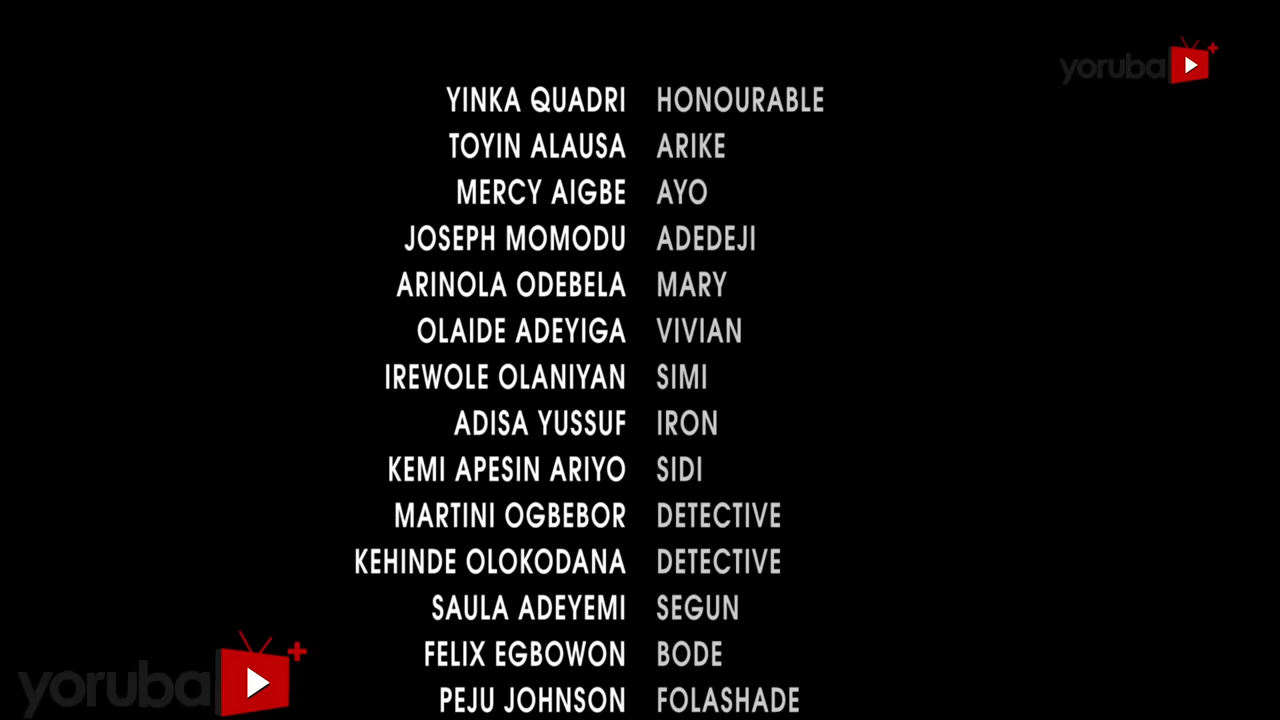 yoruba
YINKA QUADRI HONOURABLE
TOYIN ALAUSA ARIKE
MERCY AIGBE AYO
JOSEPH MOMODU ADEDEJI
ARINOLA ODEBELA MARY
OLAIDE ADEYIGA VIVIAN
IREWOLE OLANIYAN SIMI
ADISA YUSSUF IRON
KEMI APESIN ARIYO SIDI
MARTINI OGBEBOR DETECTIVE
KEHINDE OLOKODANA DETECTIVE
SAULA ADEYEMI SEGUN
FELIX EGBOWON BODE
PEJU JOHNSON FOLASHADE
yoruba